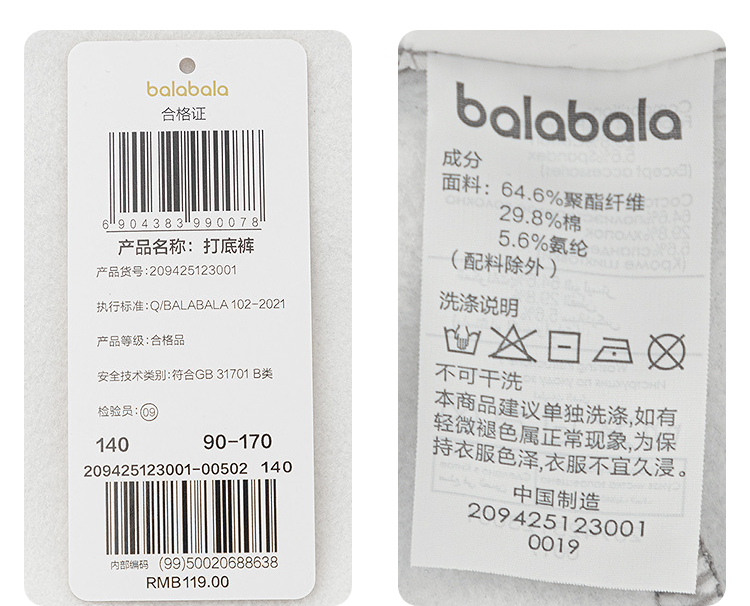 balabala
合格证
6 904383 990078
产品名称: 打底裤
产品货号:209425123001
执行标准: Q/BALABALA 102-2021
产品等级: 合格品
安全技术类别: 符合GB 31701 B类
检验员: 09
140 90-170
209425123001-00502 140
内部编码 (99)50020688638
RMB119.00
balabala
成分
面料: 64.6%聚酯纤维
29.8%棉
5.6%氨纶
(配料除外)
洗涤说明
不可干洗
本商品建议单独洗涤,如有
轻微褪色属正常现象,为保
持衣服色泽,衣服不宜久浸。
中国制造
209425123001
0019